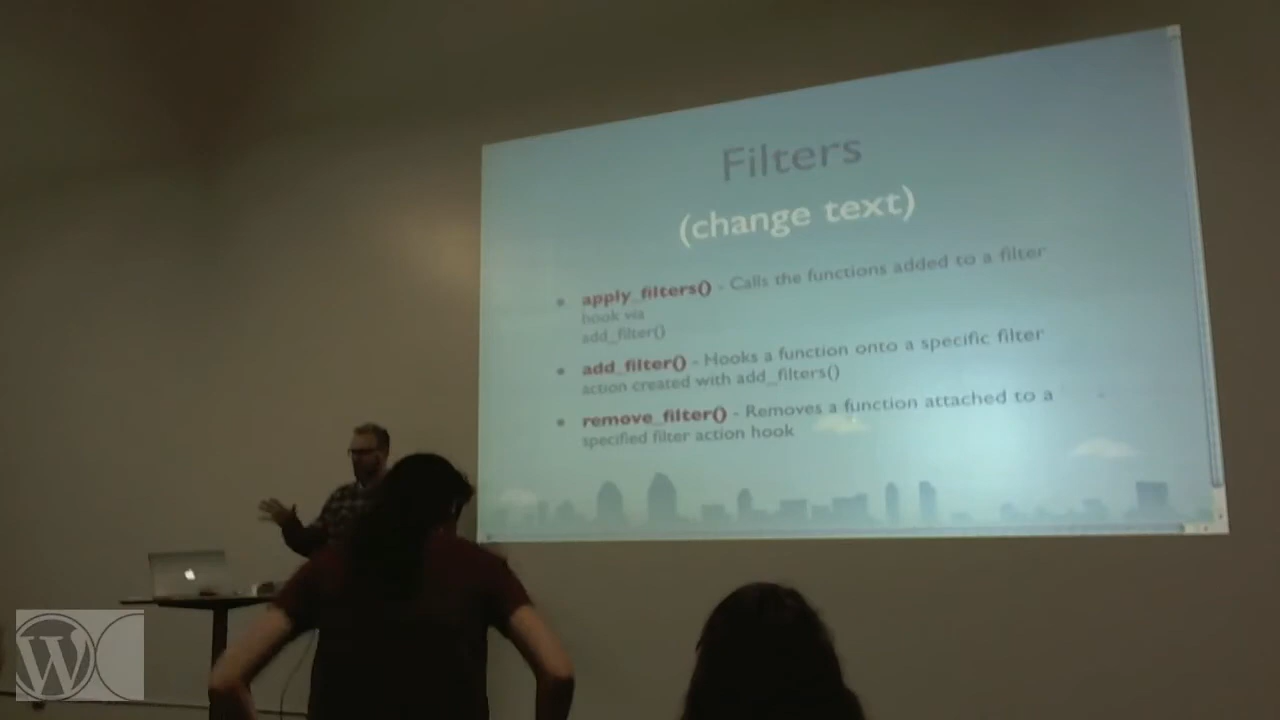 Filters
(change text)
• apply_filters() - Calls the functions added to a filter
hook via
add_filter()
• add_filter() - Hooks a function onto a specific filter
action created with add_filters()
• remove_filter() - Removes a function attached to a
specified filter action hook
W